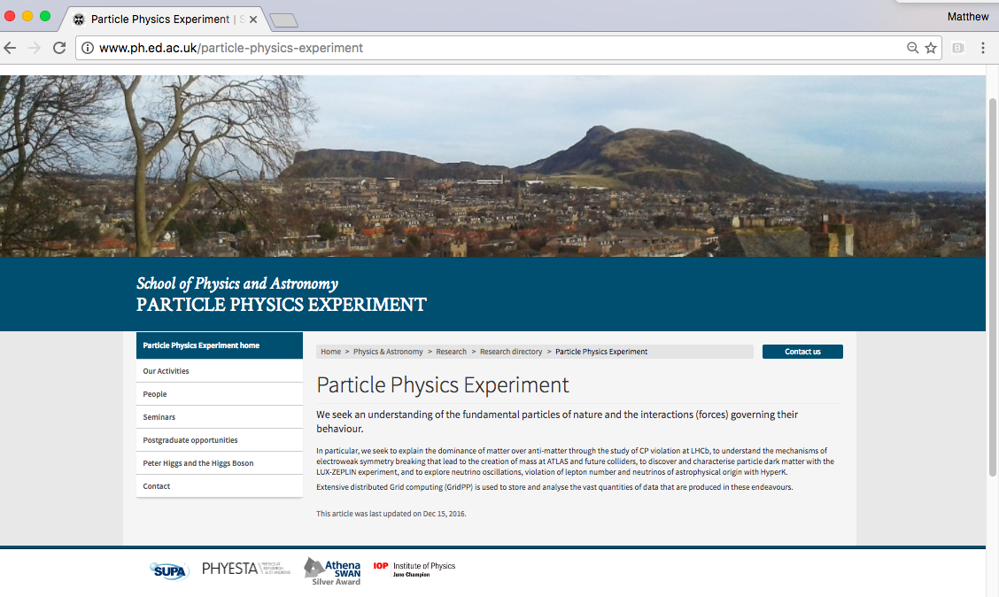 Particle Physics Experiment | S
Matthew
www.ph.ed.ac.uk/particle-physics-experiment
School of Physics and Astronomy
PARTICLE PHYSICS EXPERIMENT
Particle Physics Experiment home
Our Activities
People
Seminars
Postgraduate opportunities
Peter Higgs and the Higgs Boson
Contact
Home > Physics & Astronomy > Research > Research directory > Particle Physics Experiment
Contact us
Particle Physics Experiment
We seek an understanding of the fundamental particles of nature and the interactions (forces) governing their
behaviour.
In particular, we seek to explain the dominance of matter over anti-matter through the study of CP violation at LHCb, to understand the mechanisms of
electroweak symmetry breaking that lead to the creation of mass at ATLAS and future colliders, to discover and characterise particle dark matter with the
LUX-ZEPLIN experiment, and to explore neutrino oscillations, violation of lepton number and neutrinos of astrophysical origin with HyperK.
Extensive distributed Grid computing (GridPP) is used to store and analyse the vast quantities of data that are produced in these endeavours.
This article was last updated on Dec 15, 2016.
SUPA
PHYESTA
PHYSICS AT
EDINBURGH
& ST ANDREWS
Athena
SWAN
Silver Award
IOP Institute of Physics
Juno Champion